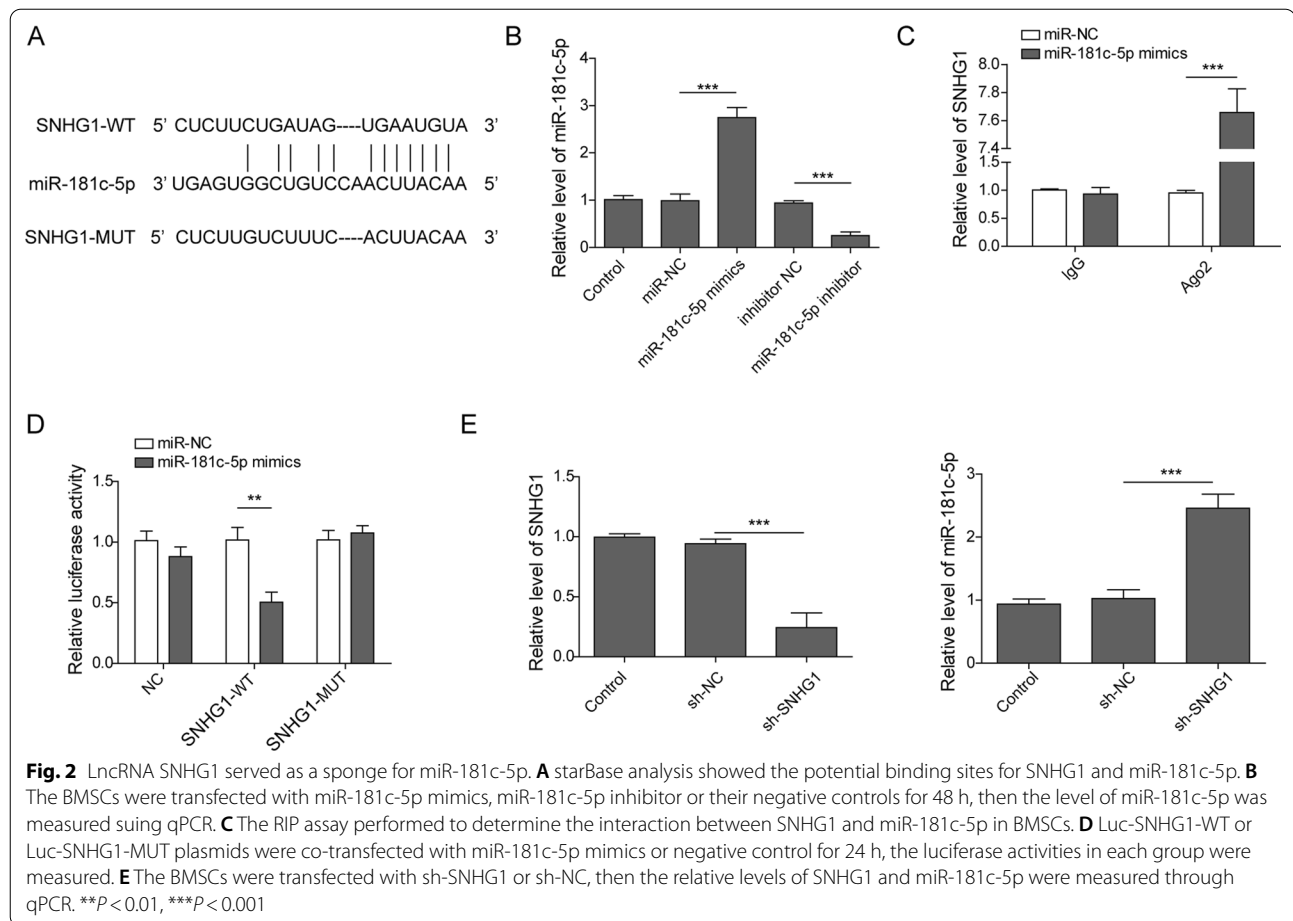 A
SNHG1-WT 5' CUCUUCUGAUAG----UGAAUGUA 3'
miR-181c-5p 3' UGAGUGGCUGUCCAACUUACAA 5'
SNHG1-MUT 5' CUCUUGUCUUUC----ACUUACAA 3'
B
Relative level of miR-181c-5p
4
3
2
1
0
***
***
Control
miR-NC
miR-181c-5p mimics
inhibitor NC
miR-181c-5p inhibitor
C
miR-NC
miR-181c-5p mimics
Relative level of SNHG1
8.0
7.8
7.6
7.4
1.5
1.0
0.5
0.0
***
IgG
Ago2
D
miR-NC
miR-181c-5p mimics
Relative luciferase activity
1.5
1.0
0.5
0.0
**
NC
SNHG1-WT
SNHG1-MUT
E
Relative level of SNHG1
1.5
1.0
0.5
0.0
***
Control
sh-NC
sh-SNHG1
Relative level of miR-181c-5p
3
2
1
0
***
Control
sh-NC
sh-SNHG1
Fig. 2 LncRNA SNHG1 served as a sponge for miR-181c-5p. A starBase analysis showed the potential binding sites for SNHG1 and miR-181c-5p. B
The BMSCs were transfected with miR-181c-5p mimics, miR-181c-5p inhibitor or their negative controls for 48 h, then the level of miR-181c-5p was
measured suing qPCR. C The RIP assay performed to determine the interaction between SNHG1 and miR-181c-5p in BMSCs. D Luc-SNHG1-WT or
Luc-SNHG1-MUT plasmids were co-transfected with miR-181c-5p mimics or negative control for 24 h, the luciferase activities in each group were
measured. E The BMSCs were transfected with sh-SNHG1 or sh-NC, then the relative levels of SNHG1 and miR-181c-5p were measured through
qPCR. **P < 0.01, ***P < 0.001